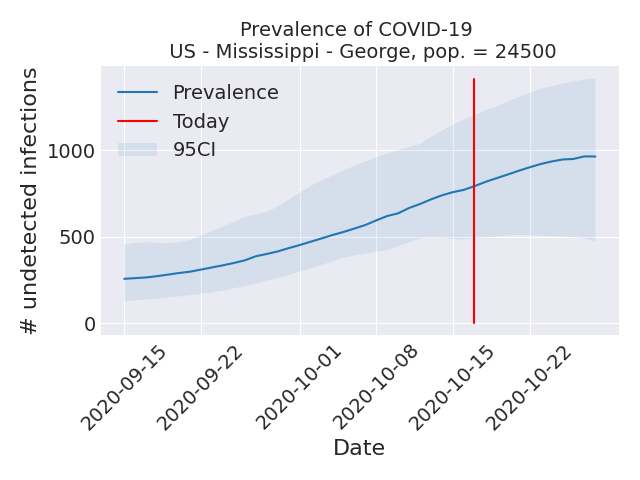 Prevalence of COVID-19
US - Mississippi - George, pop. = 24500
# undetected infections
1000
500
0
Prevalence
Today
95CI
2020-09-15
2020-09-22
2020-10-01
2020-10-08
2020-10-15
2020-10-22
Date